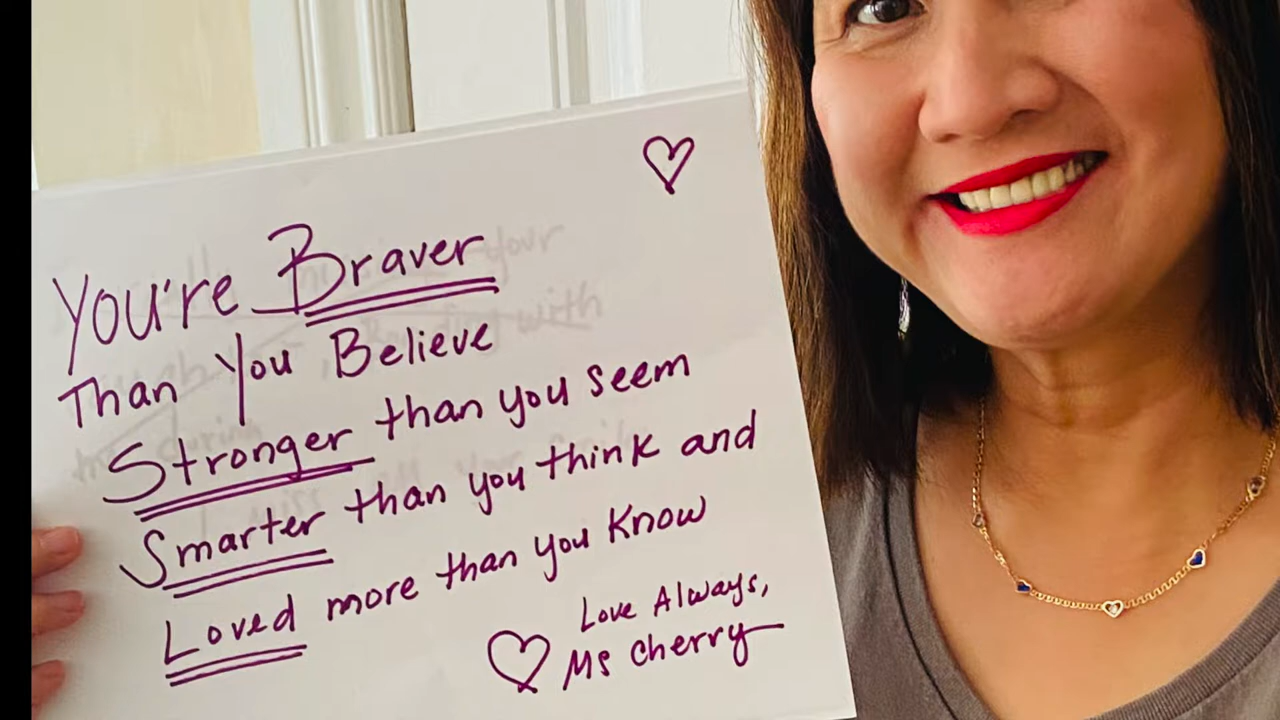 You're Braver
Than You Believe
Stronger than you seem
Smarter than you think and
Loved more than you know
Love Always,
Ms Cherry